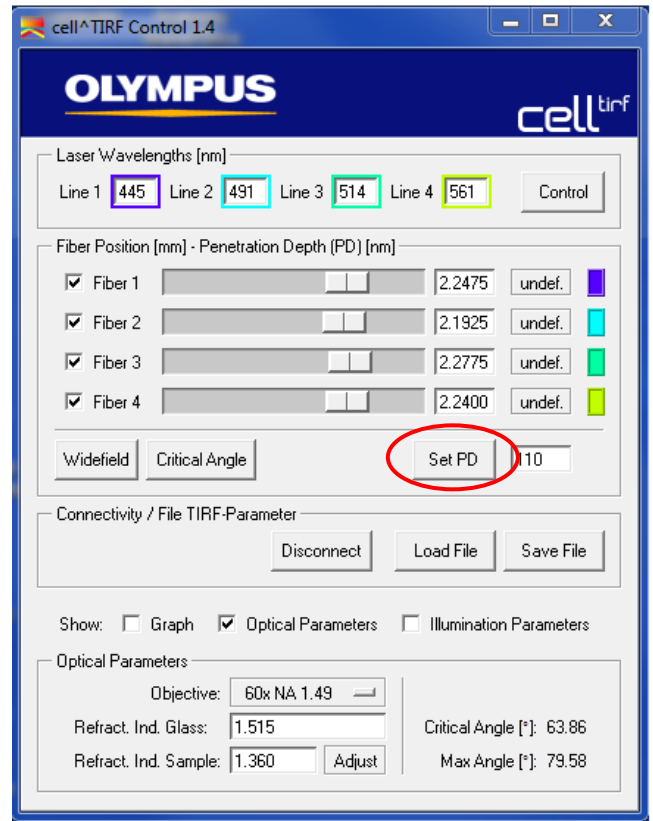 cell^TIRF Control 1.4
OLYMPUS
cell tirf
Laser Wavelengths [nm]
Line 1 445 Line 2 491 Line 3 514 Line 4 561 Control
Fiber Position [mm] - Penetration Depth (PD) [nm]
Fiber 1 2.2475 undef.
Fiber 2 2.1925 undef.
Fiber 3 2.2775 undef.
Fiber 4 2.2400 undef.
Widefield Critical Angle Set PD 110
Connectivity / File TIRF-Parameter
Disconnect Load File Save File
Show: Graph Optical Parameters Illumination Parameters
Optical Parameters
Objective: 60x NA 1.49
Refract. Ind. Glass: 1.515 Critical Angle [°]: 63.86
Refract. Ind. Sample: 1.360 Adjust Max Angle [°]: 79.58